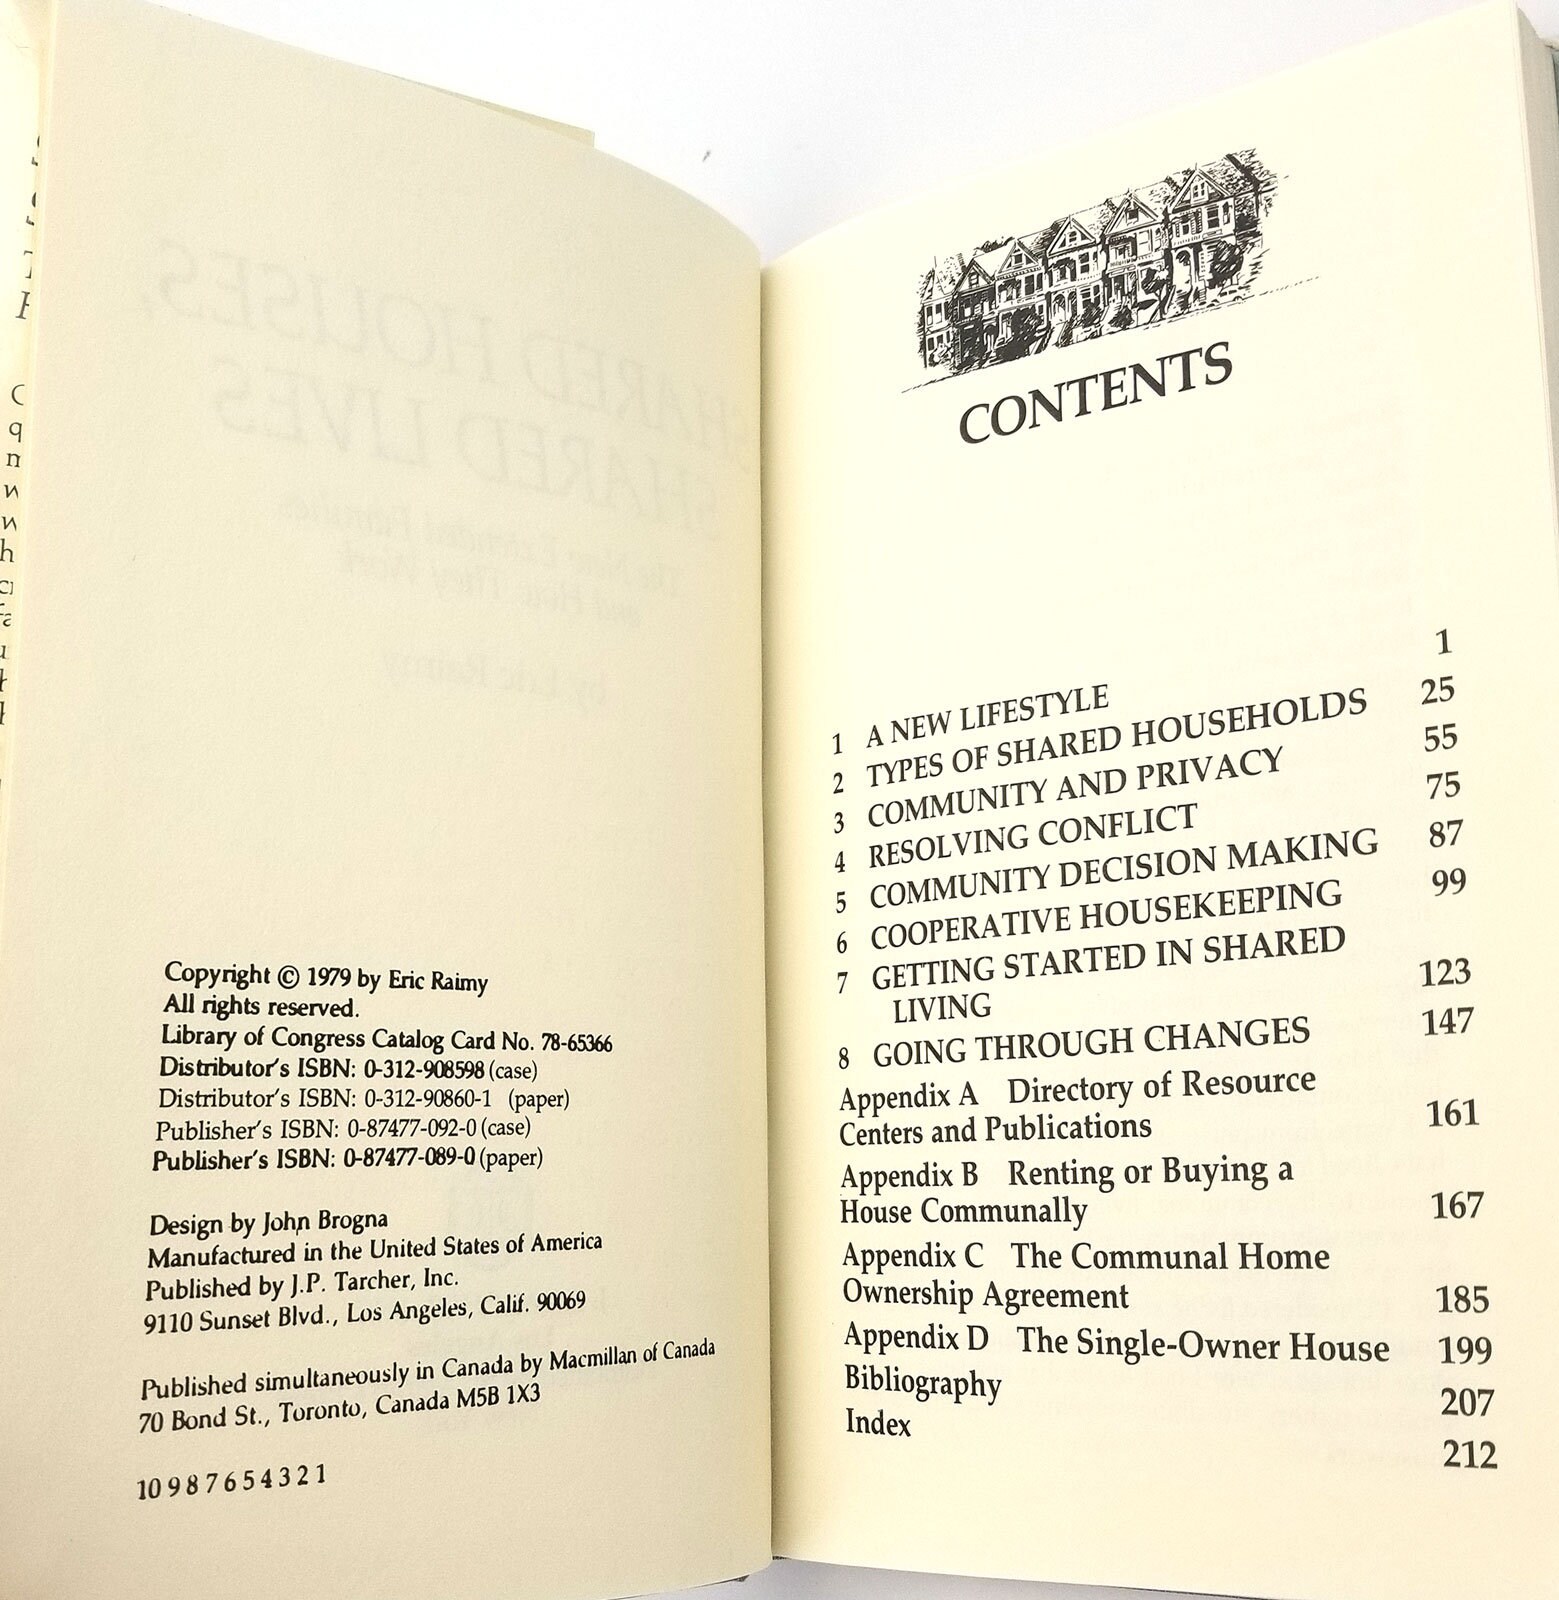 Copyright © 1979 by Eric Raimy
All rights reserved.
Library of Congress Catalog Card No. 78-65366
Distributor's ISBN: 0-312-908598 (case)
Distributor's ISBN: 0-312-90860-1 (paper)
Publisher's ISBN: 0-87477-092-0 (case)
Publisher's ISBN: 0-87477-089-0 (paper)
Design by John Brogna
Manufactured in the United States of America
Published by J.P. Tarcher, Inc.
9110 Sunset Blvd., Los Angeles, Calif. 90069
Published simultaneously in Canada by Macmillan of Canada
70 Bond St., Toronto, Canada M5B 1X3
10 9 8 7 6 5 4 3 2 1
CONTENTS
1 A NEW LIFESTYLE 1
2 TYPES OF SHARED HOUSEHOLDS 25
3 COMMUNITY AND PRIVACY 55
4 RESOLVING CONFLICT 75
5 COMMUNITY DECISION MAKING 87
6 COOPERATIVE HOUSEKEEPING 99
7 GETTING STARTED IN SHARED
LIVING 123
8 GOING THROUGH CHANGES 147
Appendix A Directory of Resource
Centers and Publications 161
Appendix B Renting or Buying a
House Communally 167
Appendix C The Communal Home
Ownership Agreement 185
Appendix D The Single-Owner House 199
Bibliography 207
Index 212